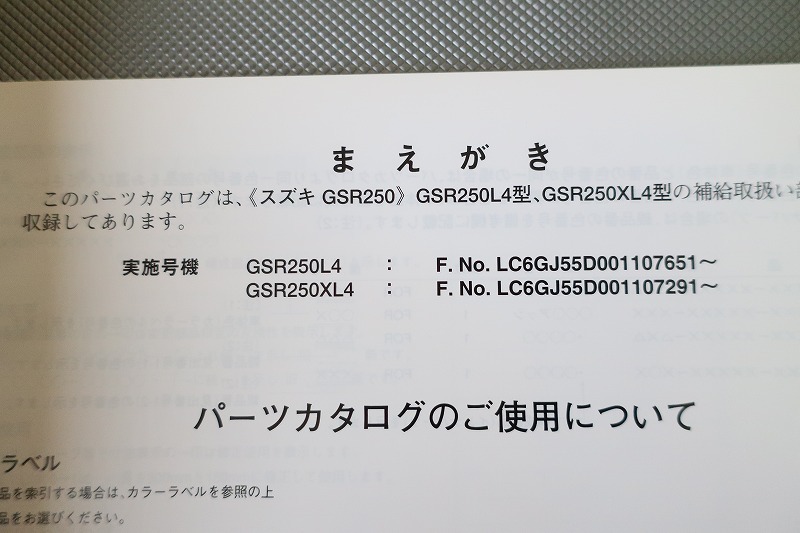 まえがき
このパーツカタログは、《スズキ GSR250》 GSR250L4型、GSR250XL4型の補給取扱い部
収録してあります。
実施号機 GSR250L4 : F. No. LC6GJ55D001107651～
GSR250XL4 : F. No. LC6GJ55D001107291～
パーツカタログのご使用について
ラベル
品を索引する場合は、カラーラベルを参照の上
品をお選びください。